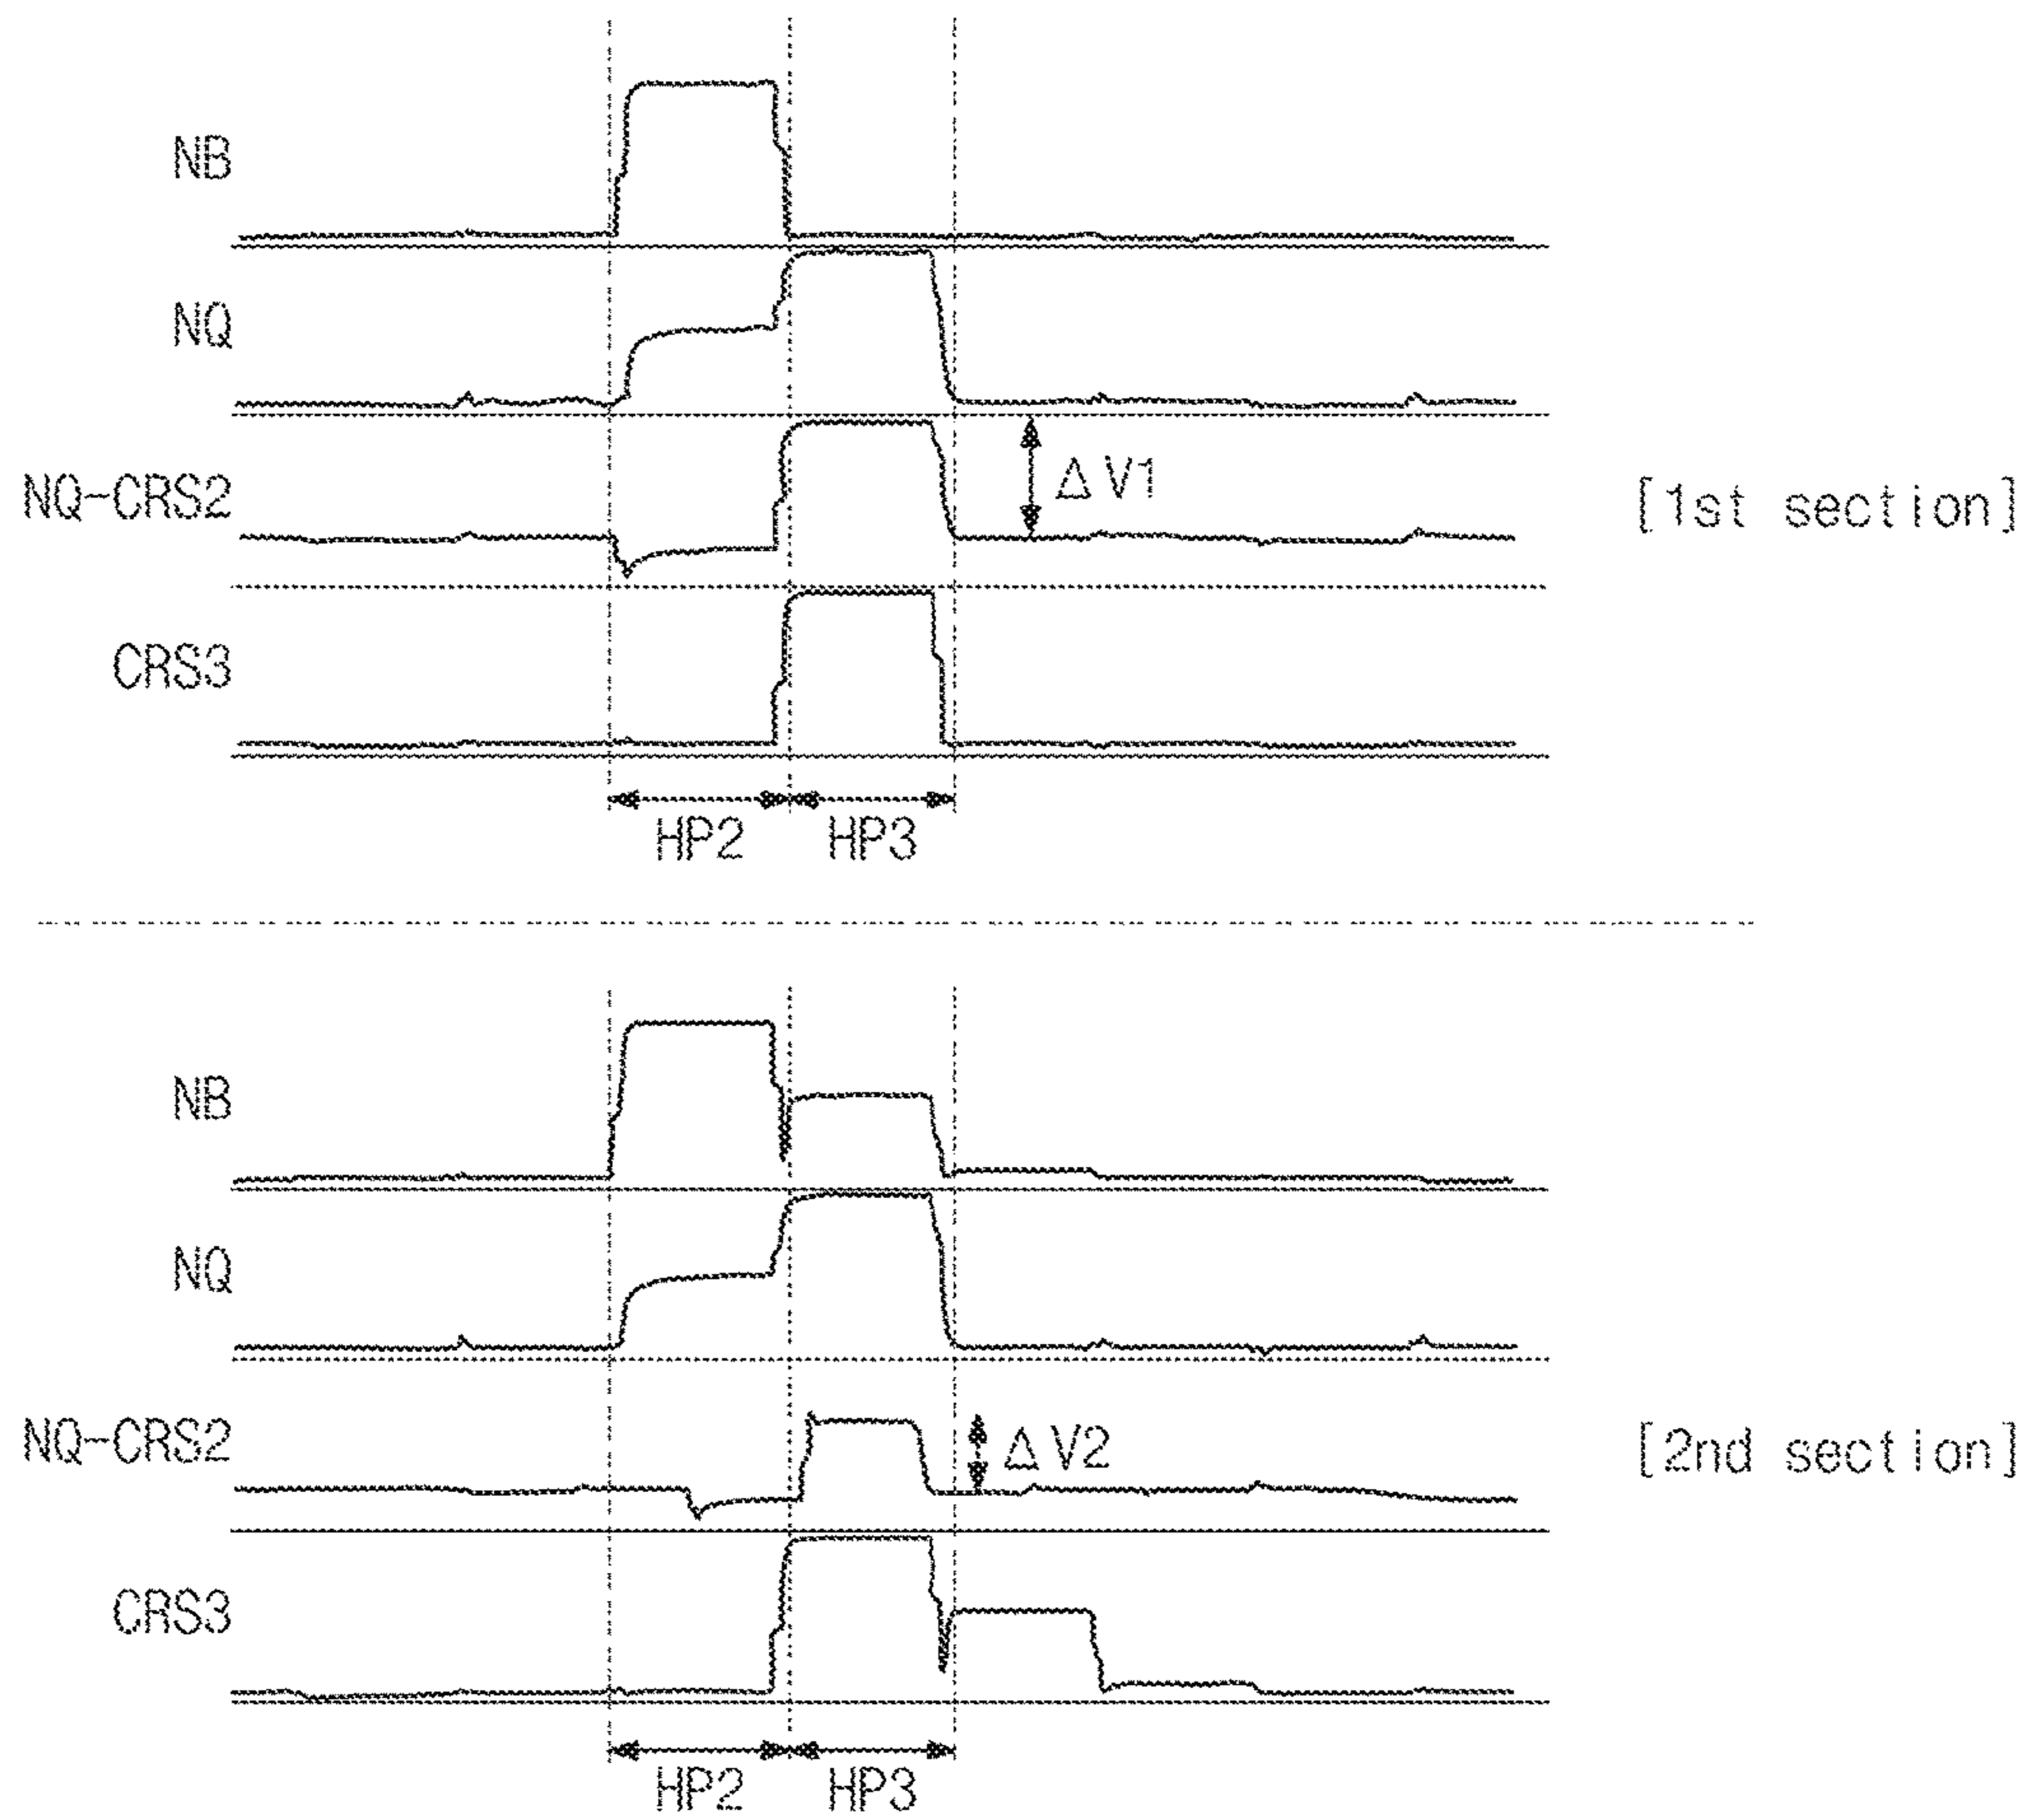 NB
NQ
ΔV1
NQ-CRS2
[1st section]
CRS3
HP2 HP3
NB
NQ
NQ-CRS2
ΔV2
[2nd section]
CRS3
HP2 HP3